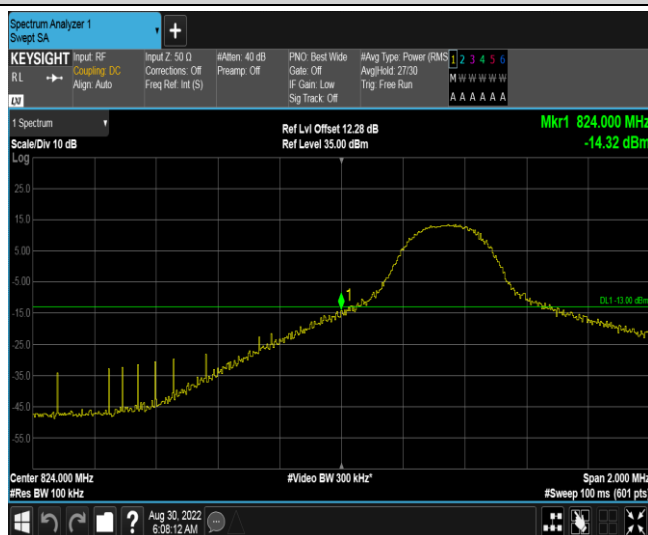 Spectrum Analyzer 1
Swept SA
+
KEYSIGHT
RL
Input: RF
Coupling: DC
Align: Auto
Input Z: 50 Ω
Corrections: Off
Freq Ref: Int (S)
#Atten: 40 dB
Preamp: Off
PNO: Best Wide
Gate: Off
IF Gain: Low
Sig Track: Off
#Avg Type: Power (RMS
Avg|Hold: 27/30
Trig: Free Run
1 2 3 4 5 6
M W W W W W
A A A A A A
1 Spectrum
Scale/Div 10 dB
Log
Ref Lvl Offset 12.28 dB
Ref Level 35.00 dBm
Mkr1 824.000 MHz
-14.32 dBm
25.0
15.0
5.00
-5.00
-15.0
-25.0
-35.0
-45.0
-55.0
1
DL1 -13.00 dBm
Center 824.000 MHz
#Res BW 100 kHz
#Video BW 300 kHz*
Span 2.000 MHz
#Sweep 100 ms (601 pts)
?
Aug 30, 2022
6:08:12 AM